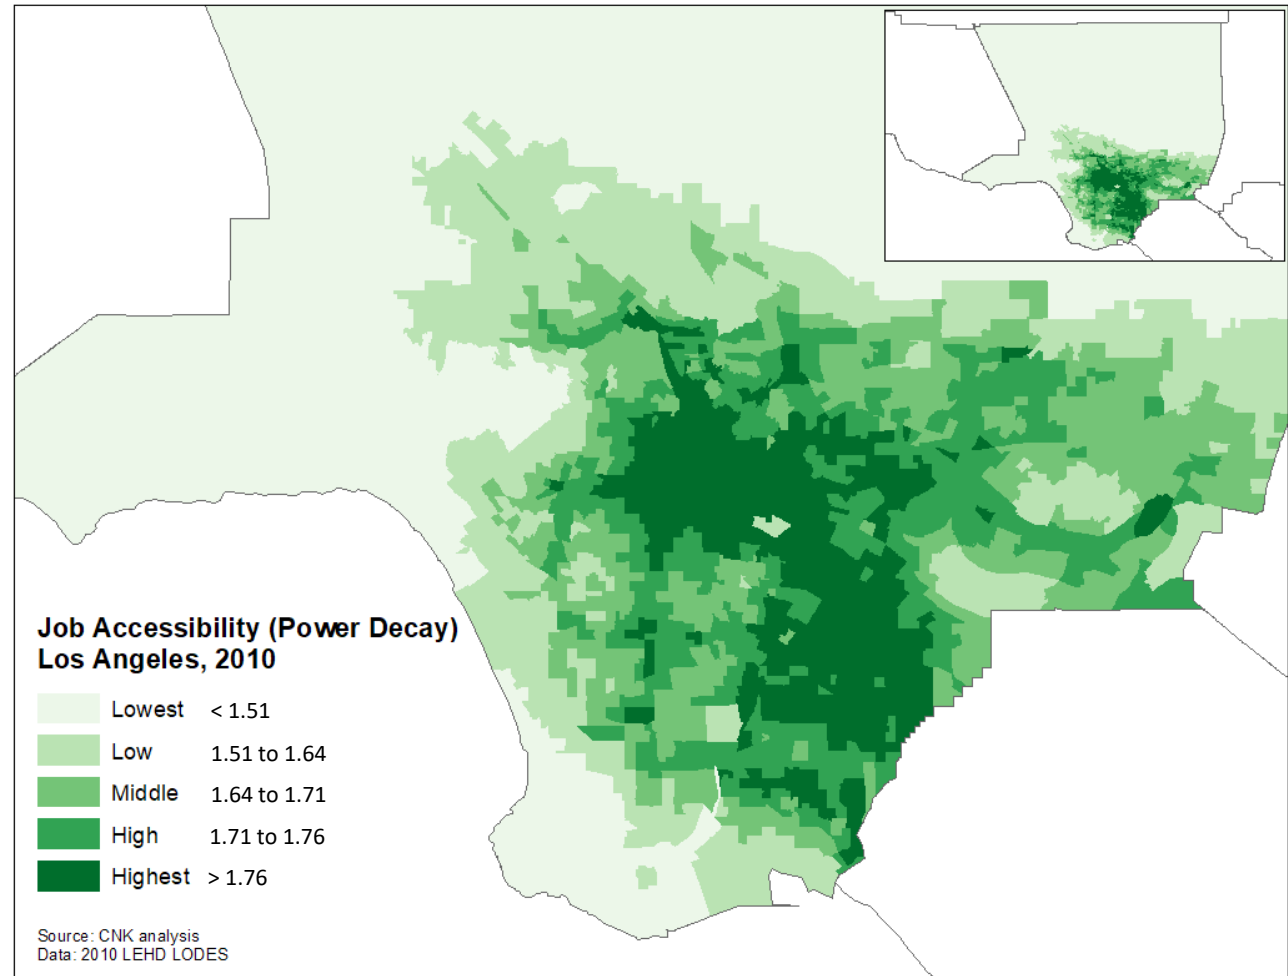 Job Accessibility (Power Decay)
Los Angeles, 2010
Lowest < 1.51
Low 1.51 to 1.64
Middle 1.64 to 1.71
High 1.71 to 1.76
Highest > 1.76
Source: CNK analysis
Data: 2010 LEHD LODES